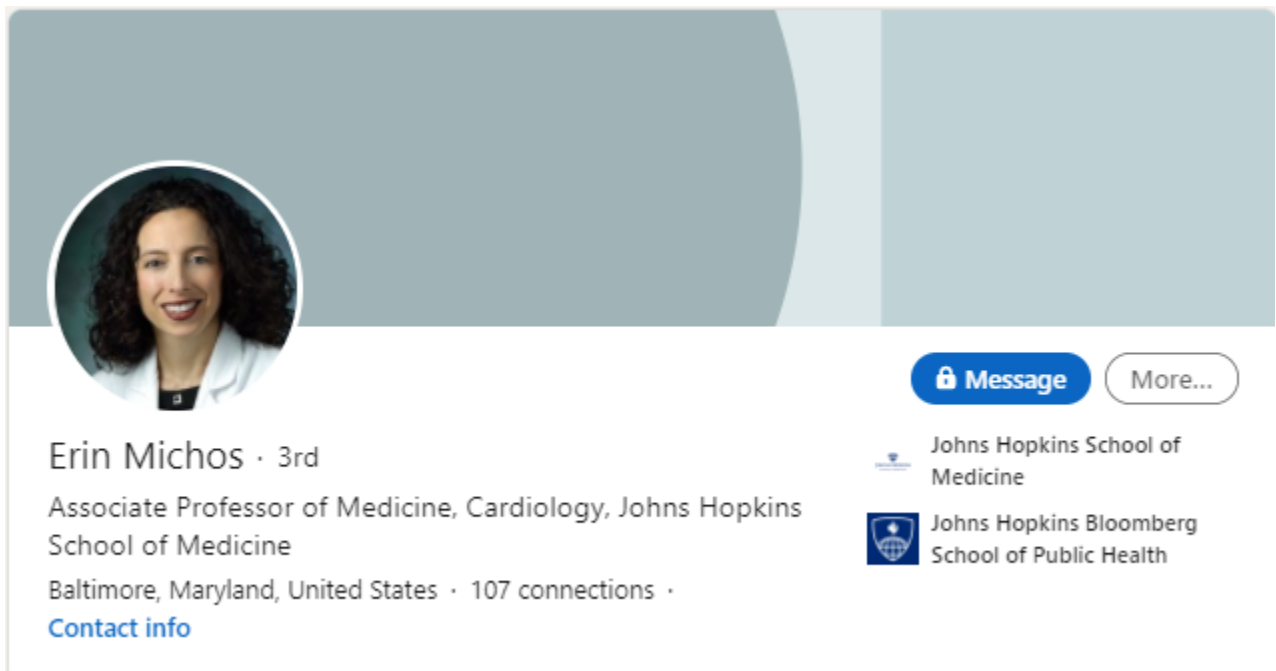 Message
More...
Erin Michos · 3rd
Johns Hopkins School of
Medicine
Associate Professor of Medicine, Cardiology, Johns Hopkins
School of Medicine
Johns Hopkins Bloomberg
School of Public Health
Baltimore, Maryland, United States · 107 connections ·
Contact info